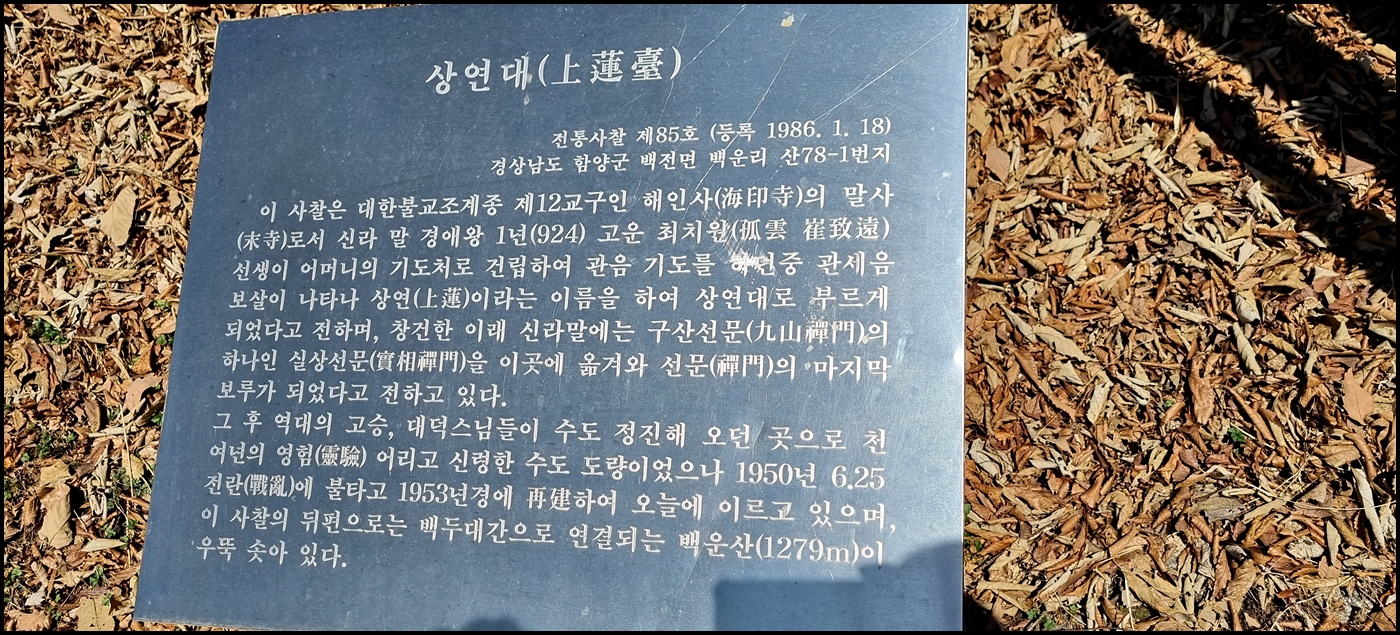 상연대(上蓮臺)
전통사찰 제85호 (등록 1986. 1. 18)
경상남도 함양군 백전면 백운리 산78-1번지
이 사찰은 대한불교조계종 제12교구인 해인사(海印寺)의 말사
(末寺)로서 신라 말 경애왕 1년(924) 고운 최치원(孤雲 崔致遠)
선생이 어머니의 기도처로 건립하여 관음 기도를 하던중 관세음
보살이 나타나 상연(上蓮)이라는 이름을 하여 상연대로 부르게
되었다고 전하며, 창건한 이래 신라말에는 구산선문(九山禪門)의
하나인 실상선문(實相禪門)을 이곳에 옮겨와 선문(禪門)의 마지막
보루가 되었다고 전하고 있다.
그 후 역대의 고승, 대덕스님들이 수도 정진해 오던 곳으로 천
여년의 영험(靈驗) 어리고 신령한 수도 도량이었으나 1950년 6.25
전란(戰亂)에 불타고 1953년경에 再建하여 오늘에 이르고 있으며,
이 사찰의 뒤편으로는 백두대간으로 연결되는 백운산(1279m)이
우뚝 솟아 있다.